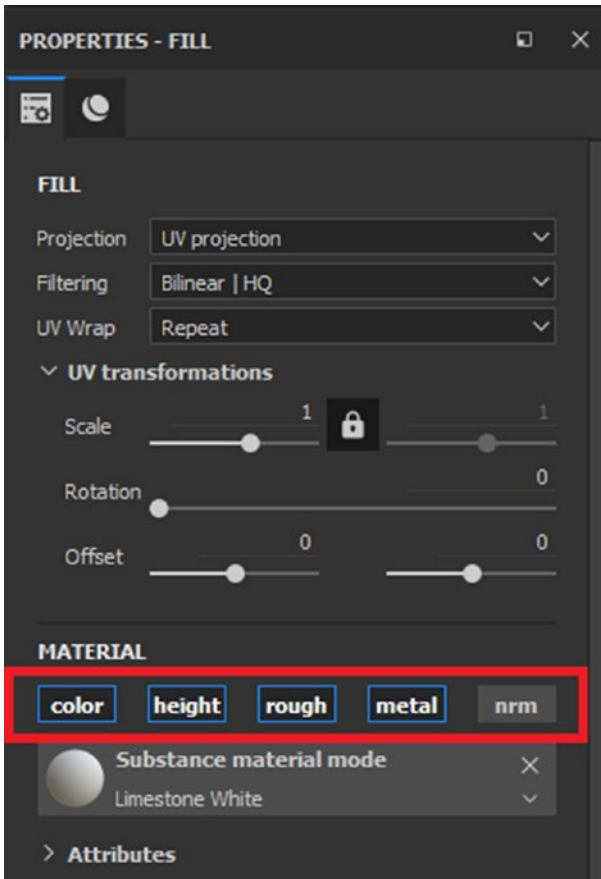 PROPERTIES - FILL
FILL
Projection UV projection
Filtering Bilinear | HQ
UV Wrap Repeat
UV transformations
Scale 1 1
Rotation 0
Offset 0 0
MATERIAL
color height rough metal nrm
Substance material mode
Limestone White
Attributes